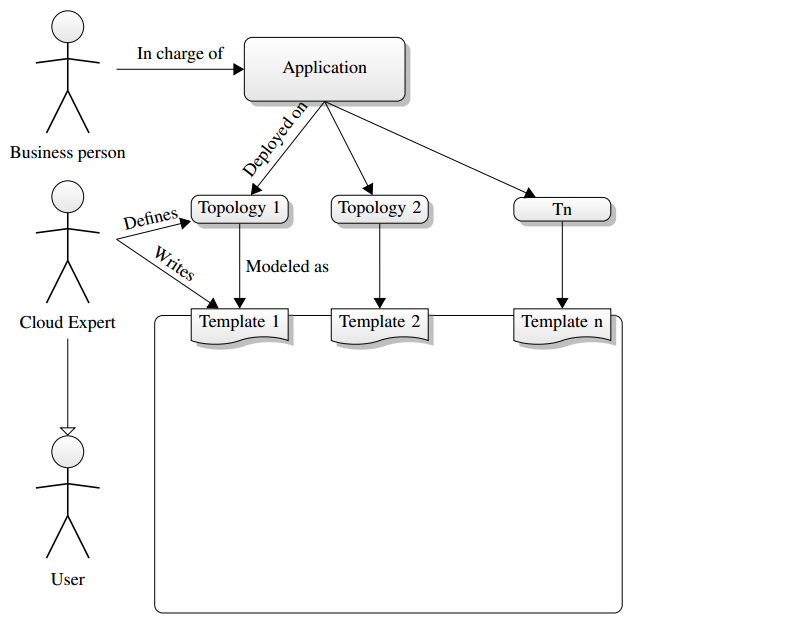 In charge of
Application
Business person
Deployed on
Topology 1
Topology 2
Tn
Defines
Writes
Modeled as
Cloud Expert
Template 1
Template 2
Template n
User